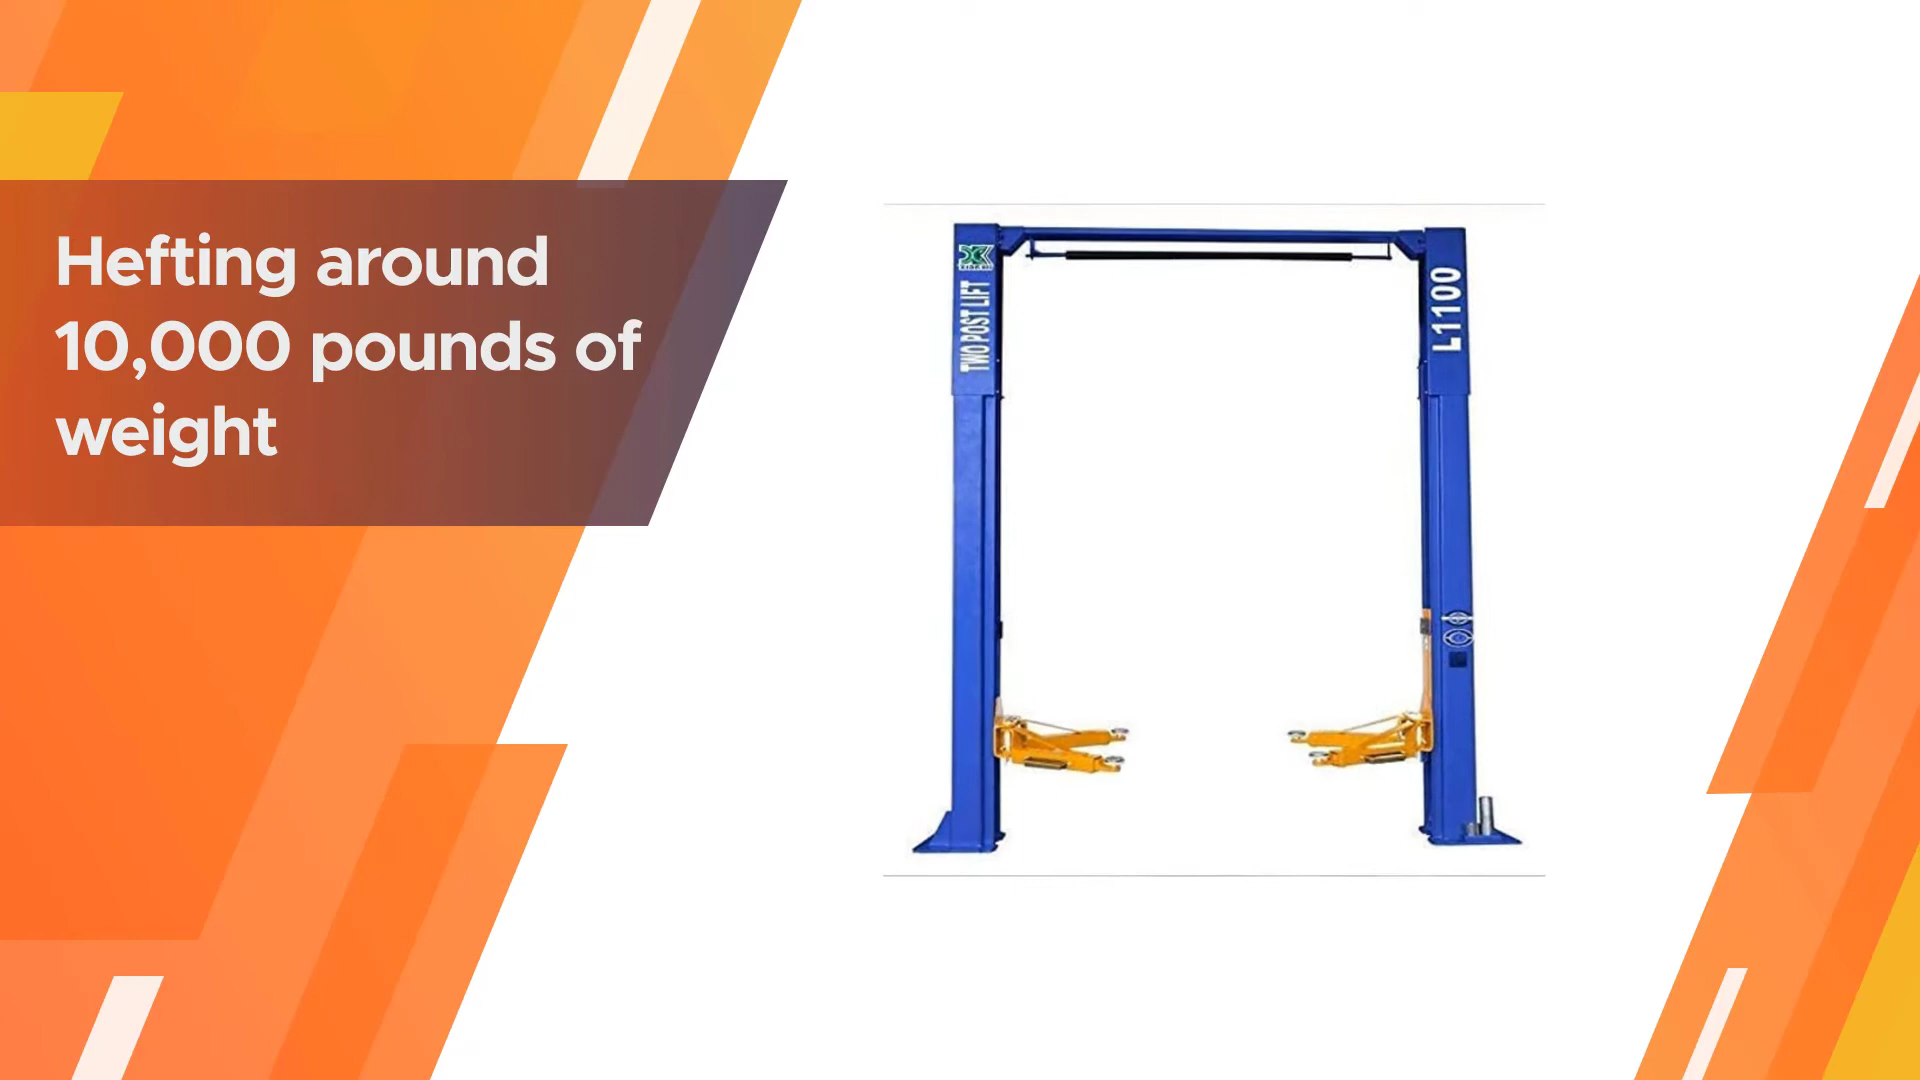 Hefting around
10,000 pounds of
weight
TWO POST LIFT
L1100